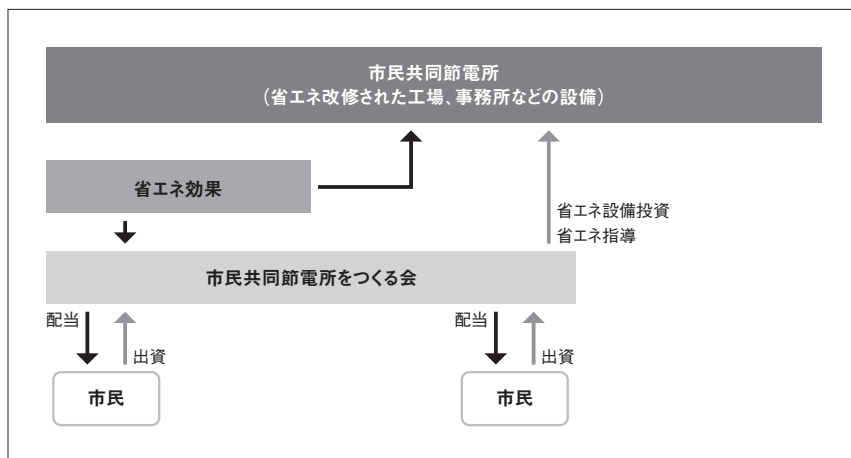 市民共同節電所
(省エネ改修された工場、事務所などの設備)
省エネ効果
省エネ設備投資
省エネ指導
市民共同節電所をつくる会
配当
出資
配当
出資
市民
市民